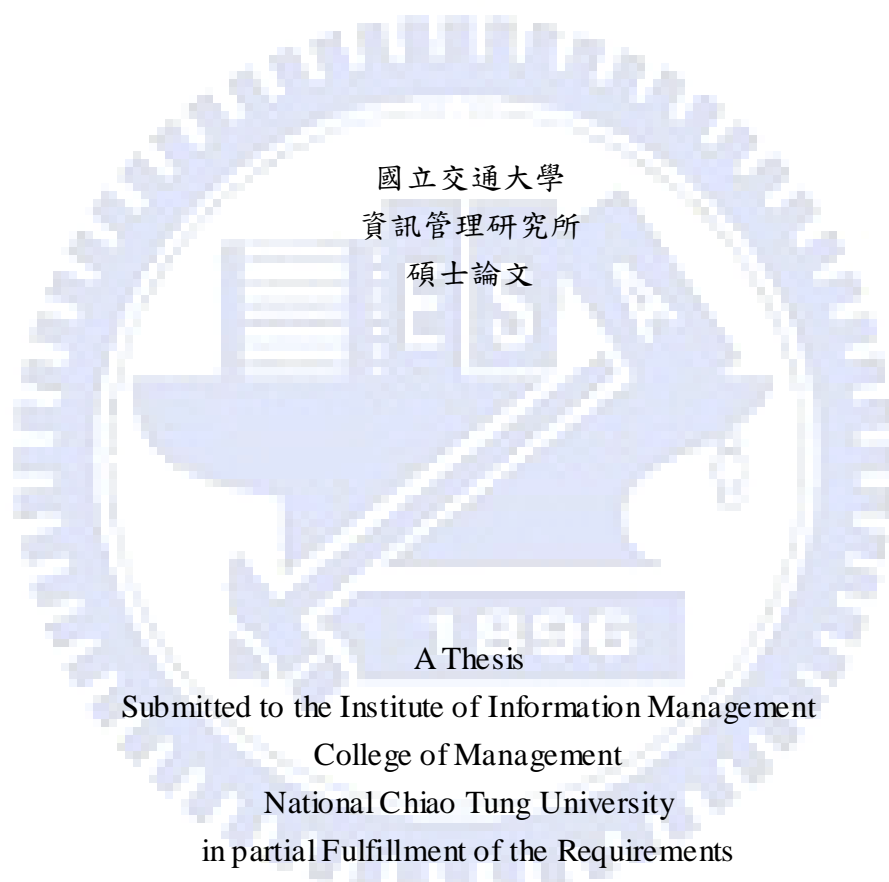 國立交通大學
資訊管理研究所
碩士論文
E S A
1896
A Thesis
Submitted to the Institute of Information Management
College of Management
National Chiao Tung University
in partial Fulfillment of the Requirements